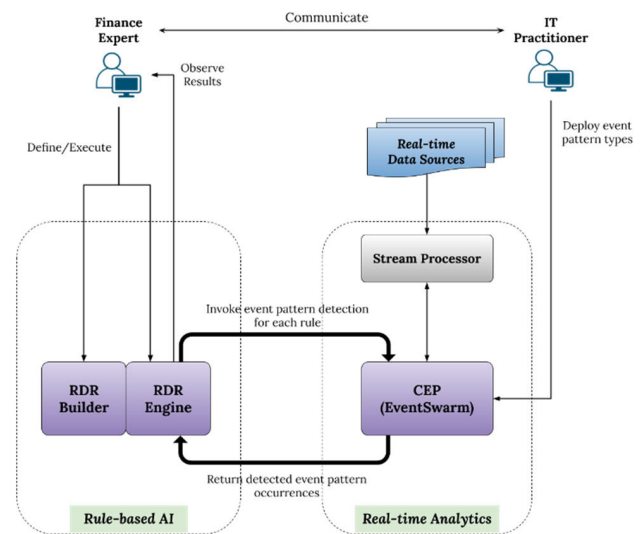 Finance
Expert
Communicate
IT
Practitioner
Observe
Results
Define/Execute
Real-time
Data Sources
Deploy event
pattern types
Stream Processor
Invoke event pattern detection
for each rule
RDR
Builder
RDR
Engine
CEP
(EventSwarm)
Return detected event pattern
occurrences
Rule-based AI
Real-time Analytics